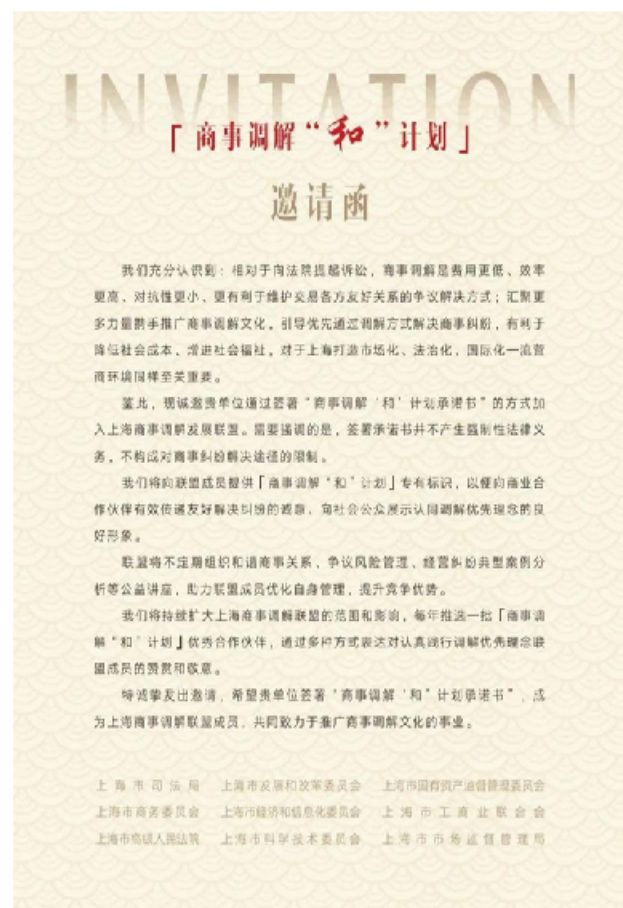 INVITATION
「商事调解“和”计划」
邀请函
我们充分认识到：相对于向法院提起诉讼，商事调解是费用更低、效率
更高、对抗性更小、更有利于维护交易各方友好关系的争议解决方式；汇聚更
多力量携手推广商事调解文化，引导优先通过调解方式解决商事纠纷，有利于
降低社会成本、增进社会福祉，对于上海打造市场化、法治化、国际化一流营
商环境同样至关重要。
鉴此，现诚邀贵单位通过签署“商事调解‘和’计划承诺书”的方式加
入上海商事调解发展联盟。需要强调的是，签署承诺书并不产生强制性法律义
务，不构成对商事纠纷解决途径的限制。
我们将向联盟成员提供「商事调解“和”计划」专有标识，以便向商业合
作伙伴有效传递友好解决纠纷的诚意，向社会公众展示认同调解优先理念的良
好形象。
联盟将不定期组织和谐商事关系、争议风险管理、经营纠纷典型案例分
析等公益讲座，助力联盟成员优化自身管理，提升竞争优势。
我们将持续扩大上海商事调解联盟的范围和影响，每年推选一批「商事调
解“和”计划」优秀合作伙伴，通过多种方式表达对认真践行调解优先理念联
盟成员的赞赏和敬意。
特诚挚发出邀请，希望贵单位签署“商事调解‘和’计划承诺书”，成
为上海商事调解联盟成员，共同致力于推广商事调解文化的事业。
上海市司法局 上海市发展和改革委员会 上海市国有资产监督管理委员会
上海市商务委员会 上海市经济和信息化委员会 上海市工商业联合会
上海市高级人民法院 上海市科学技术委员会 上海市市场监督管理局